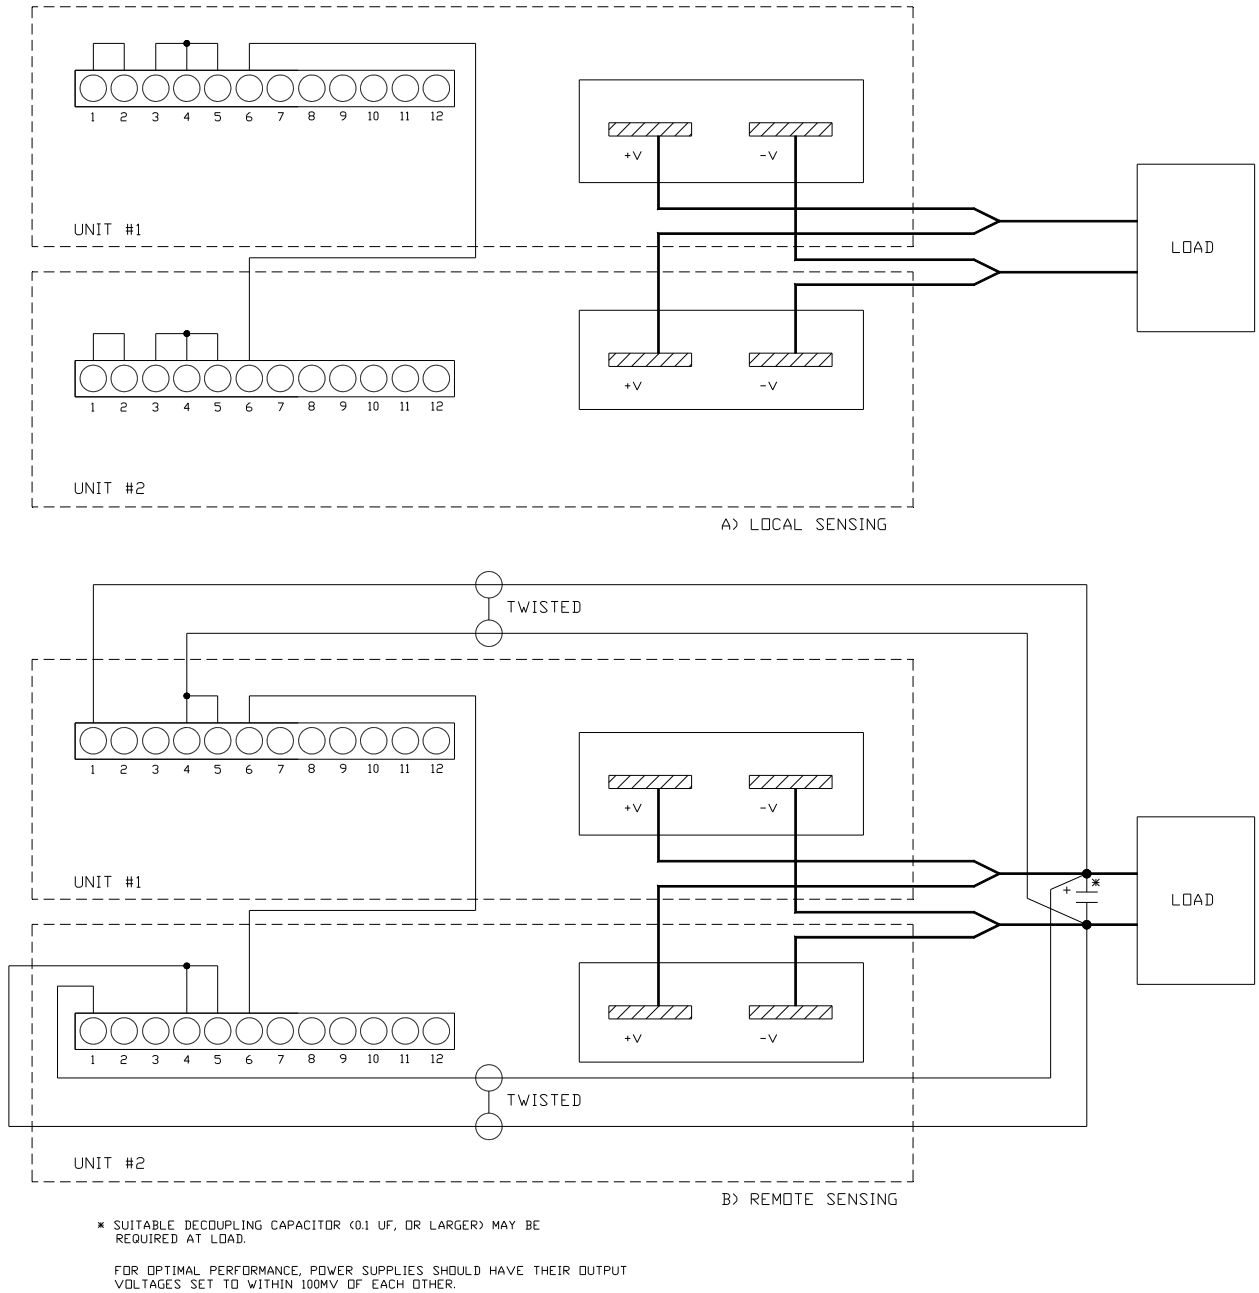 1 2 3 4 5 6 7 8 9 10 11 12
+V -V
UNIT #1
LOAD
1 2 3 4 5 6 7 8 9 10 11 12
+V -V
UNIT #2
A) LOCAL SENSING
TWISTED
1 2 3 4 5 6 7 8 9 10 11 12
+V -V
UNIT #1
+ *
LOAD
1 2 3 4 5 6 7 8 9 10 11 12
+V -V
TWISTED
UNIT #2
B) REMOTE SENSING
* SUITABLE DECOUPLING CAPACITOR (0.1 UF, OR LARGER) MAY BE
REQUIRED AT LOAD.
FOR OPTIMAL PERFORMANCE, POWER SUPPLIES SHOULD HAVE THEIR OUTPUT
VOLTAGES SET TO WITHIN 100MV OF EACH OTHER.